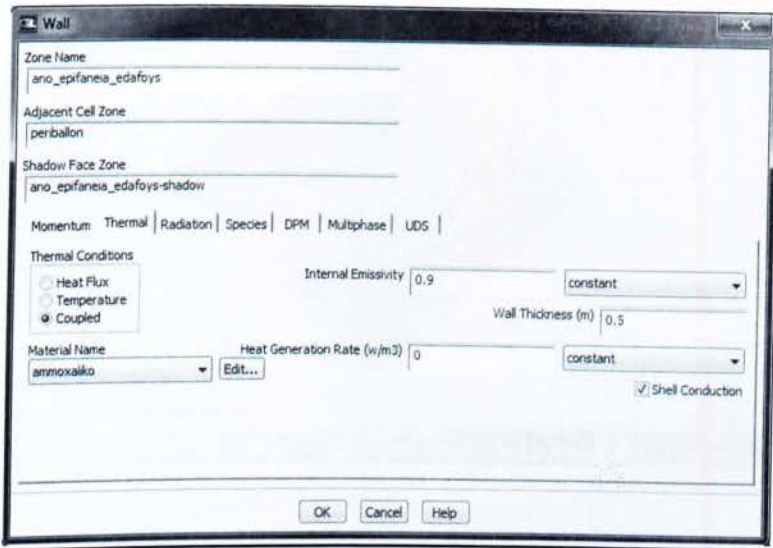 Wall
Zone Name
ano_epifaneia_edafoys
Adjacent Cell Zone
periballon
Shadow Face Zone
ano_epifaneia_edafoys-shadow
Momentum Thermal Radiation Species DPM Multiphase UDS
Thermal Conditions
Heat Flux
Temperature
Coupled
Internal Emissivity 0.9 constant
Wall Thickness (m) 0.5
Material Name
ammoxaliko Edit...
Heat Generation Rate (w/m3) 0 constant
Shell Conduction
OK Cancel Help